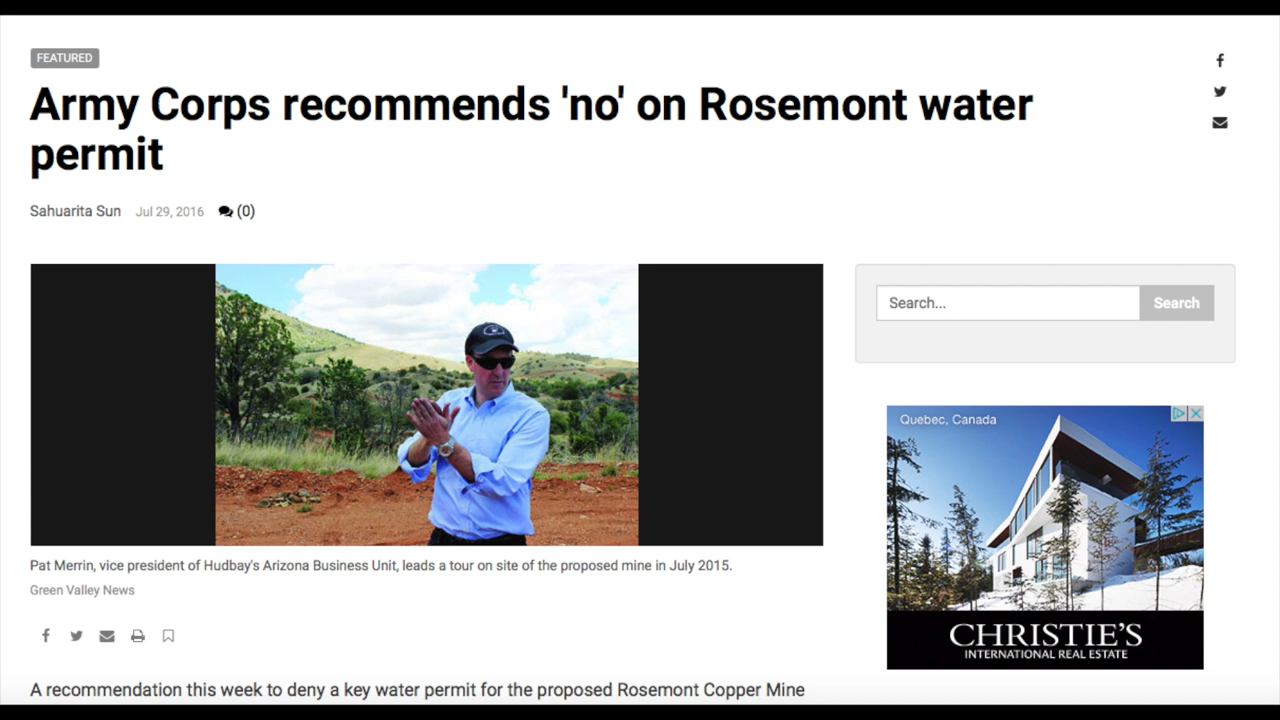 FEATURED
Army Corps recommends 'no' on Rosemont water
permit
Sahuarita Sun Jul 29, 2016 (0)
Search...
Search
Quebec, Canada
CHRISTIE'S
INTERNATIONAL REAL ESTATE
Pat Merrin, vice president of Hudbay's Arizona Business Unit, leads a tour on site of the proposed mine in July 2015.
Green Valley News
A recommendation this week to deny a key water permit for the proposed Rosemont Copper Mine